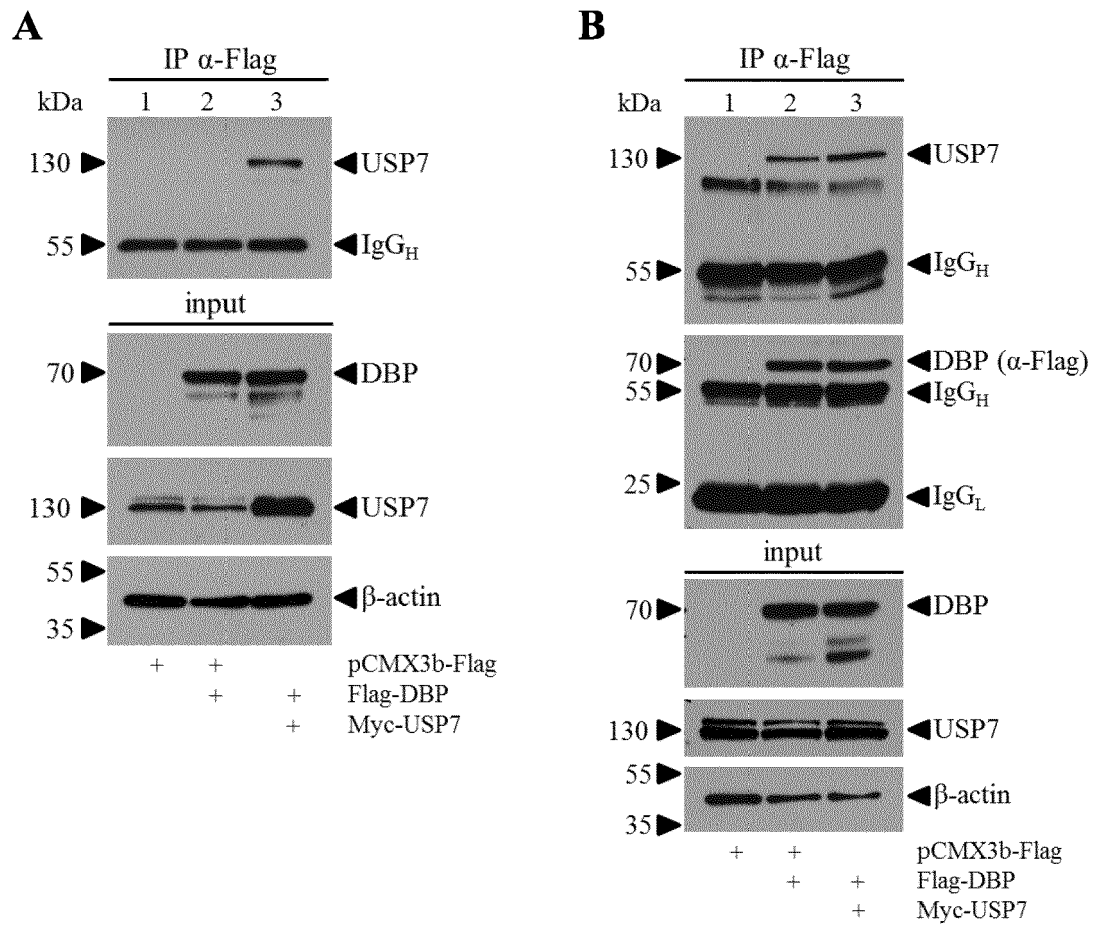 A
IP α-Flag
kDa 1 2 3
130 USP7
55 IgGH
input
70 DBP
130 USP7
55
β-actin
35
+ + pCMX3b-Flag
+ + Flag-DBP
+ Myc-USP7
B
IP α-Flag
kDa 1 2 3
130 USP7
55 IgGH
70 DBP (α-Flag)
55 IgGH
25 IgGL
input
70 DBP
130 USP7
55
β-actin
35
+ + pCMX3b-Flag
+ + Flag-DBP
+ Myc-USP7